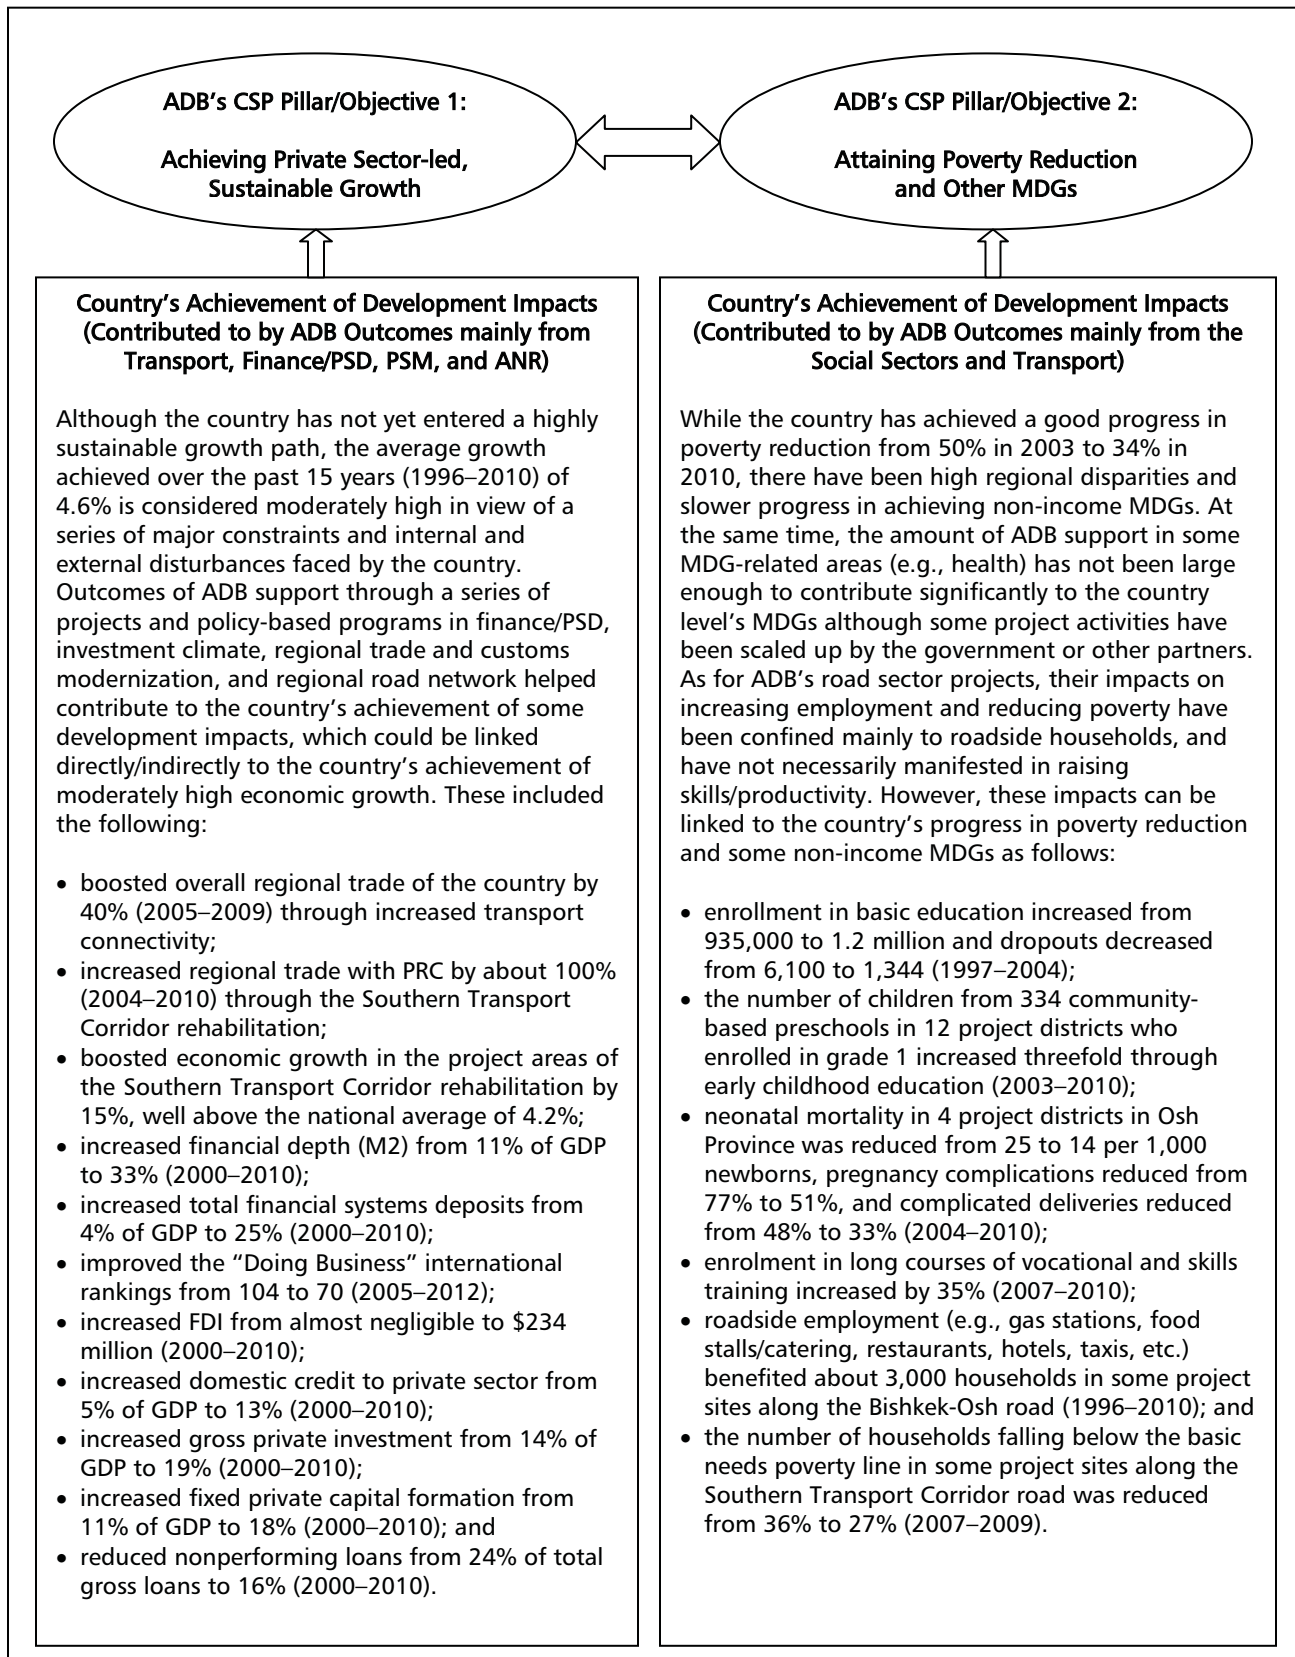 ADB's CSP Pillar/Objective 1:
Achieving Private Sector-led,
Sustainable Growth
ADB's CSP Pillar/Objective 2:
Attaining Poverty Reduction
and Other MDGs
Country's Achievement of Development Impacts
(Contributed to by ADB Outcomes mainly from
Transport, Finance/PSD, PSM, and ANR)
Although the country has not yet entered a highly
sustainable growth path, the average growth
achieved over the past 15 years (1996–2010) of
4.6% is considered moderately high in view of a
series of major constraints and internal and
external disturbances faced by the country.
Outcomes of ADB support through a series of
projects and policy-based programs in finance/PSD,
investment climate, regional trade and customs
modernization, and regional road network helped
contribute to the country's achievement of some
development impacts, which could be linked
directly/indirectly to the country's achievement of
moderately high economic growth. These included
the following:
• boosted overall regional trade of the country by
40% (2005–2009) through increased transport
connectivity;
• increased regional trade with PRC by about 100%
(2004–2010) through the Southern Transport
Corridor rehabilitation;
• boosted economic growth in the project areas of
the Southern Transport Corridor rehabilitation by
15%, well above the national average of 4.2%;
• increased financial depth (M2) from 11% of GDP
to 33% (2000–2010);
• increased total financial systems deposits from
4% of GDP to 25% (2000–2010);
• improved the "Doing Business" international
rankings from 104 to 70 (2005–2012);
• increased FDI from almost negligible to $234
million (2000–2010);
• increased domestic credit to private sector from
5% of GDP to 13% (2000–2010);
• increased gross private investment from 14% of
GDP to 19% (2000–2010);
• increased fixed private capital formation from
11% of GDP to 18% (2000–2010); and
• reduced nonperforming loans from 24% of total
gross loans to 16% (2000–2010).
Country's Achievement of Development Impacts
(Contributed to by ADB Outcomes mainly from the
Social Sectors and Transport)
While the country has achieved a good progress in
poverty reduction from 50% in 2003 to 34% in
2010, there have been high regional disparities and
slower progress in achieving non-income MDGs. At
the same time, the amount of ADB support in some
MDG-related areas (e.g., health) has not been large
enough to contribute significantly to the country
level's MDGs although some project activities have
been scaled up by the government or other partners.
As for ADB's road sector projects, their impacts on
increasing employment and reducing poverty have
been confined mainly to roadside households, and
have not necessarily manifested in raising
skills/productivity. However, these impacts can be
linked to the country's progress in poverty reduction
and some non-income MDGs as follows:
• enrollment in basic education increased from
935,000 to 1.2 million and dropouts decreased
from 6,100 to 1,344 (1997–2004);
• the number of children from 334 community-
based preschools in 12 project districts who
enrolled in grade 1 increased threefold through
early childhood education (2003–2010);
• neonatal mortality in 4 project districts in Osh
Province was reduced from 25 to 14 per 1,000
newborns, pregnancy complications reduced from
77% to 51%, and complicated deliveries reduced
from 48% to 33% (2004–2010);
• enrolment in long courses of vocational and skills
training increased by 35% (2007–2010);
• roadside employment (e.g., gas stations, food
stalls/catering, restaurants, hotels, taxis, etc.)
benefited about 3,000 households in some project
sites along the Bishkek-Osh road (1996–2010); and
• the number of households falling below the basic
needs poverty line in some project sites along the
Southern Transport Corridor road was reduced
from 36% to 27% (2007–2009).